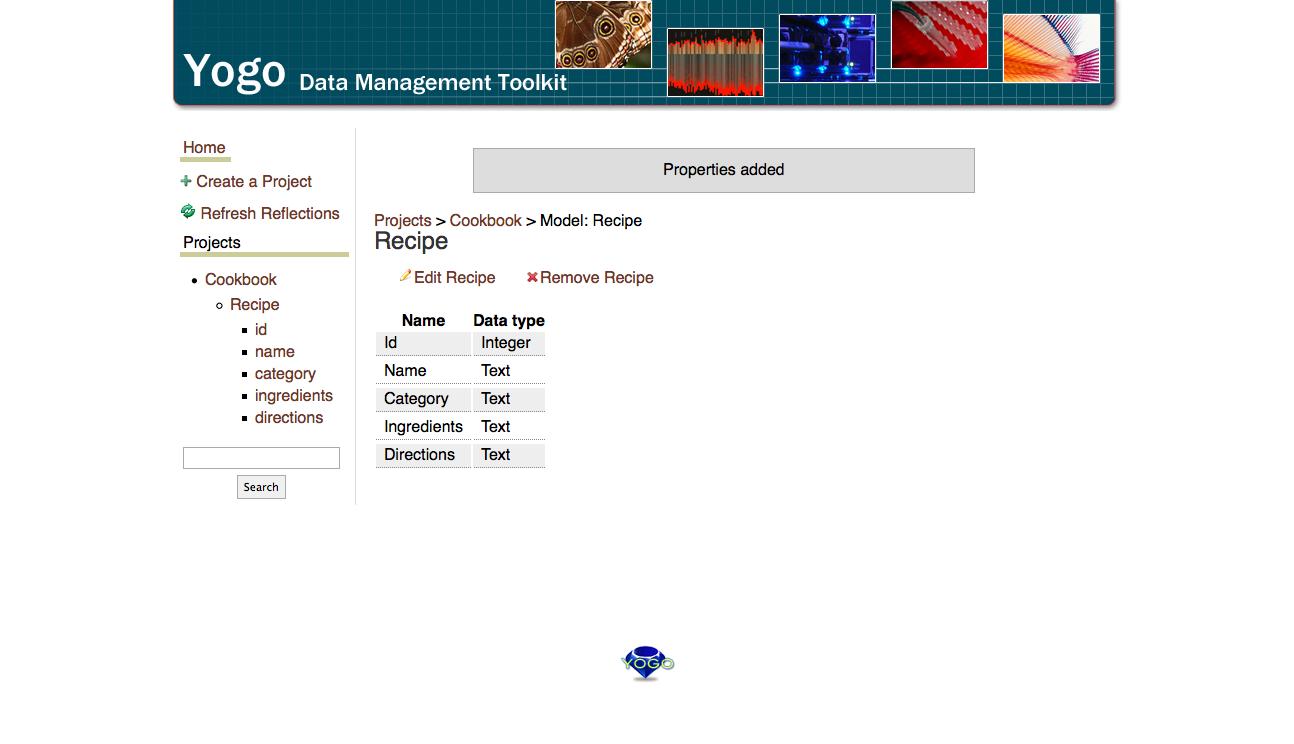 Yogo Data Management Toolkit
Home
Create a Project
Refresh Reflections
Projects
Cookbook
Recipe
id
name
category
ingredients
directions
Search
Properties added
Projects > Cookbook > Model: Recipe
Recipe
Edit Recipe Remove Recipe
Name Data type
Id Integer
Name Text
Category Text
Ingredients Text
Directions Text
YOGO